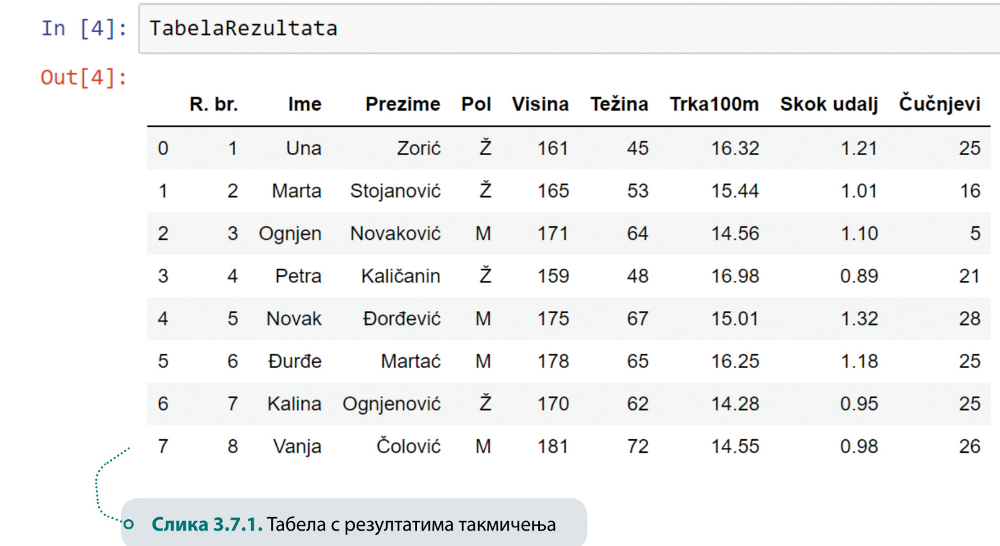 In [4]: TabelaRezultata
Out[4]:
R. br. Ime Prezime Pol Visina Težina Trka100m Skok udalj Čučnjevi
0 1 Una Zorić Ž 161 45 16.32 1.21 25
1 2 Marta Stojanović Ž 165 53 15.44 1.01 16
2 3 Ognjen Novaković M 171 64 14.56 1.10 5
3 4 Petra Kaličanin Ž 159 48 16.98 0.89 21
4 5 Novak Đorđević M 175 67 15.01 1.32 28
5 6 Đurđe Martać M 178 65 16.25 1.18 25
6 7 Kalina Ognjenović Ž 170 62 14.28 0.95 25
7 8 Vanja Čolović M 181 72 14.55 0.98 26
Слика 3.7.1. Табела с резултатима такмичења